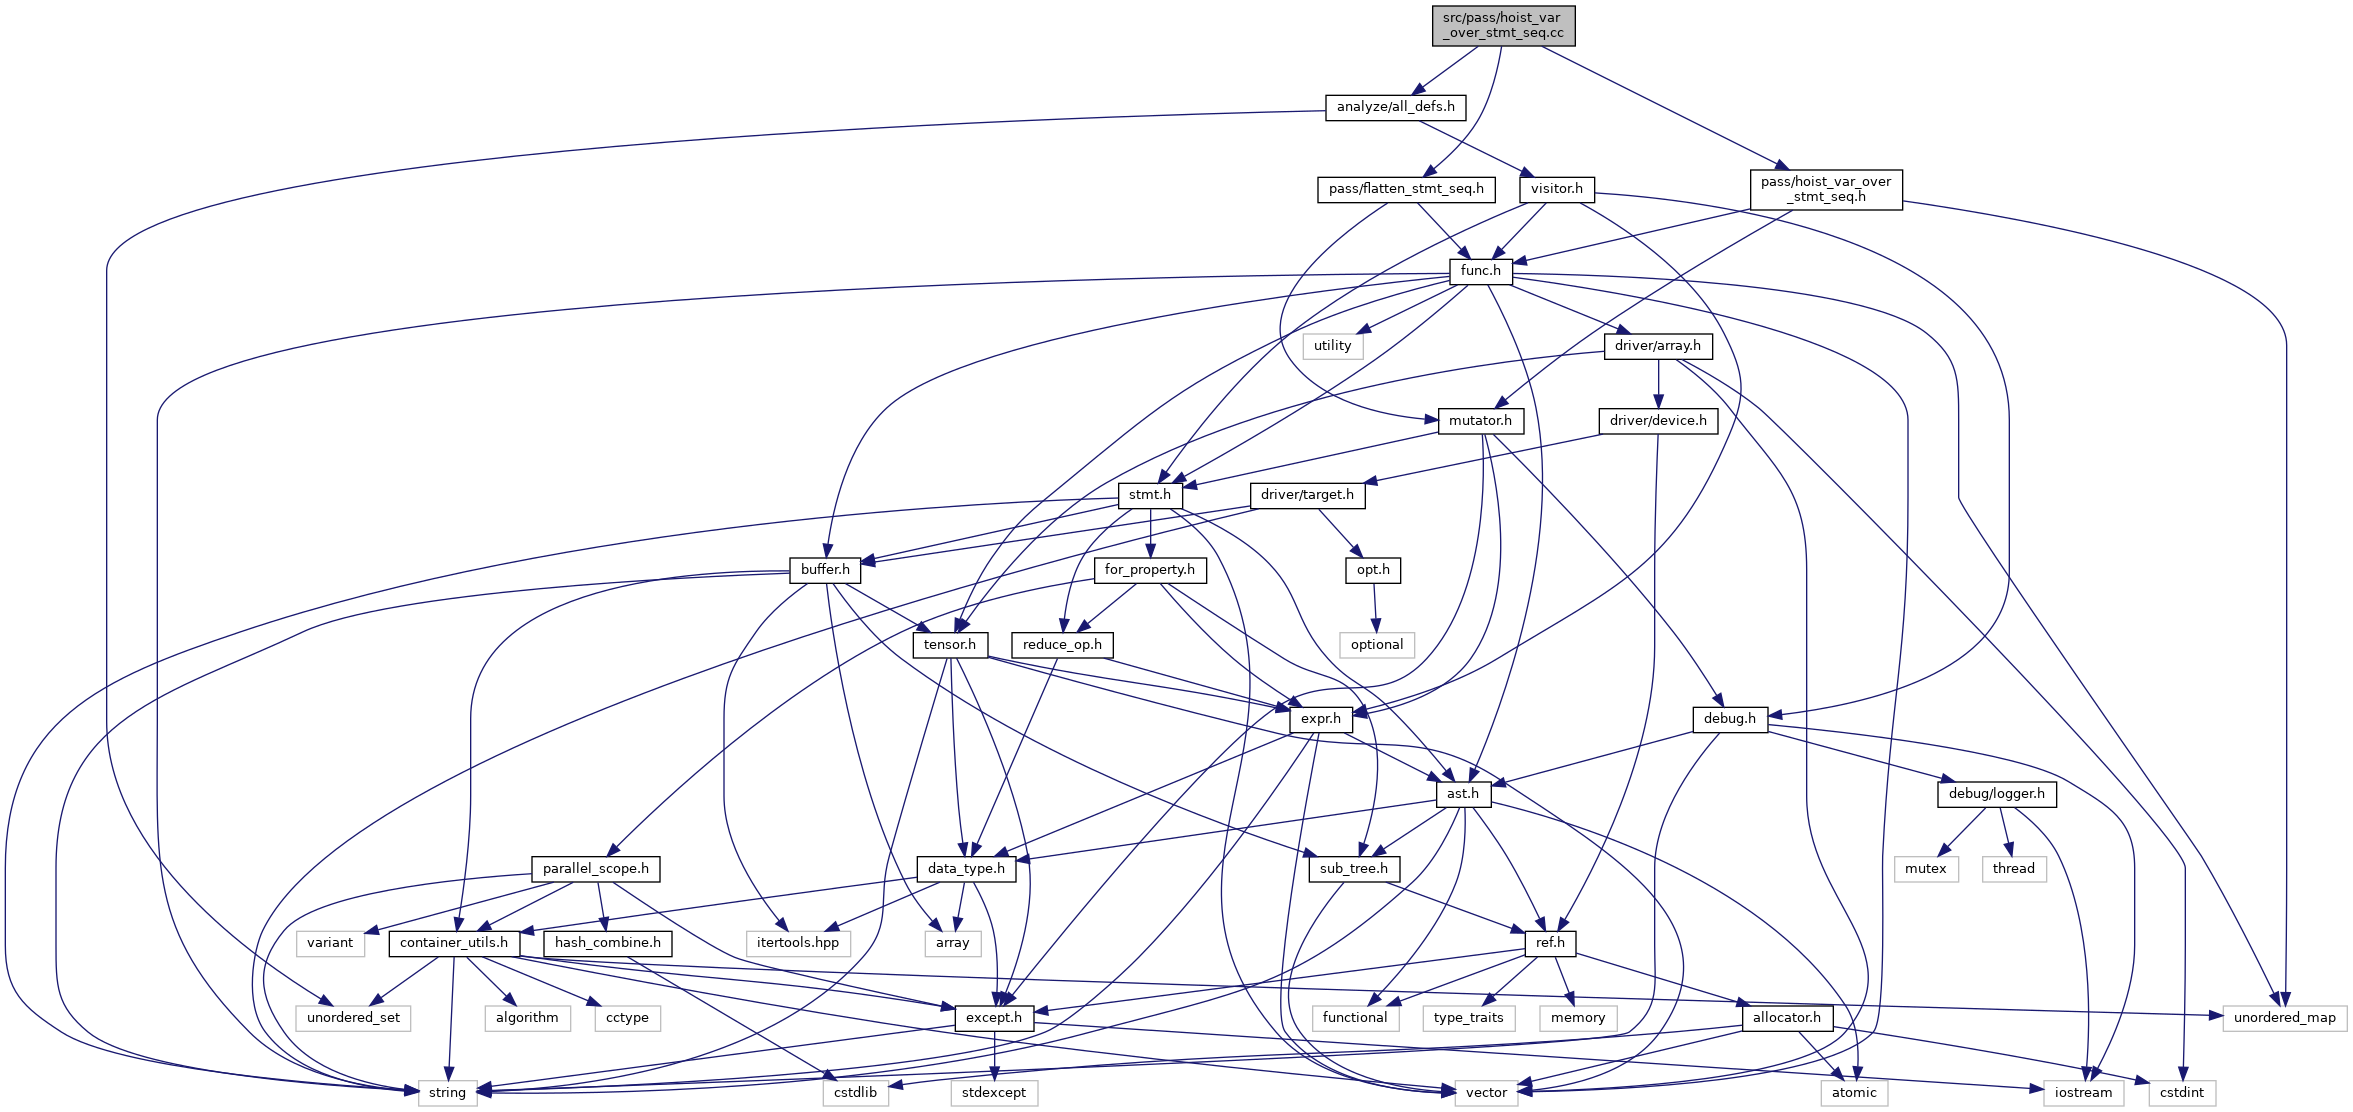 src/pass/hoist_var
_over_stmt_seq.cc
analyze/all_defs.h
pass/flatten_stmt_seq.h
visitor.h
pass/hoist_var_over
_stmt_seq.h
func.h
utility
driver/array.h
mutator.h
driver/device.h
stmt.h
driver/target.h
buffer.h
for_property.h
opt.h
tensor.h
reduce_op.h
optional
expr.h
debug.h
ast.h
debug/logger.h
parallel_scope.h
data_type.h
sub_tree.h
mutex
thread
variant
container_utils.h
hash_combine.h
itertools.hpp
array
ref.h
unordered_set
algorithm
cctype
except.h
functional
type_traits
memory
allocator.h
unordered_map
string
cstdlib
stdexcept
vector
atomic
iostream
cstdint